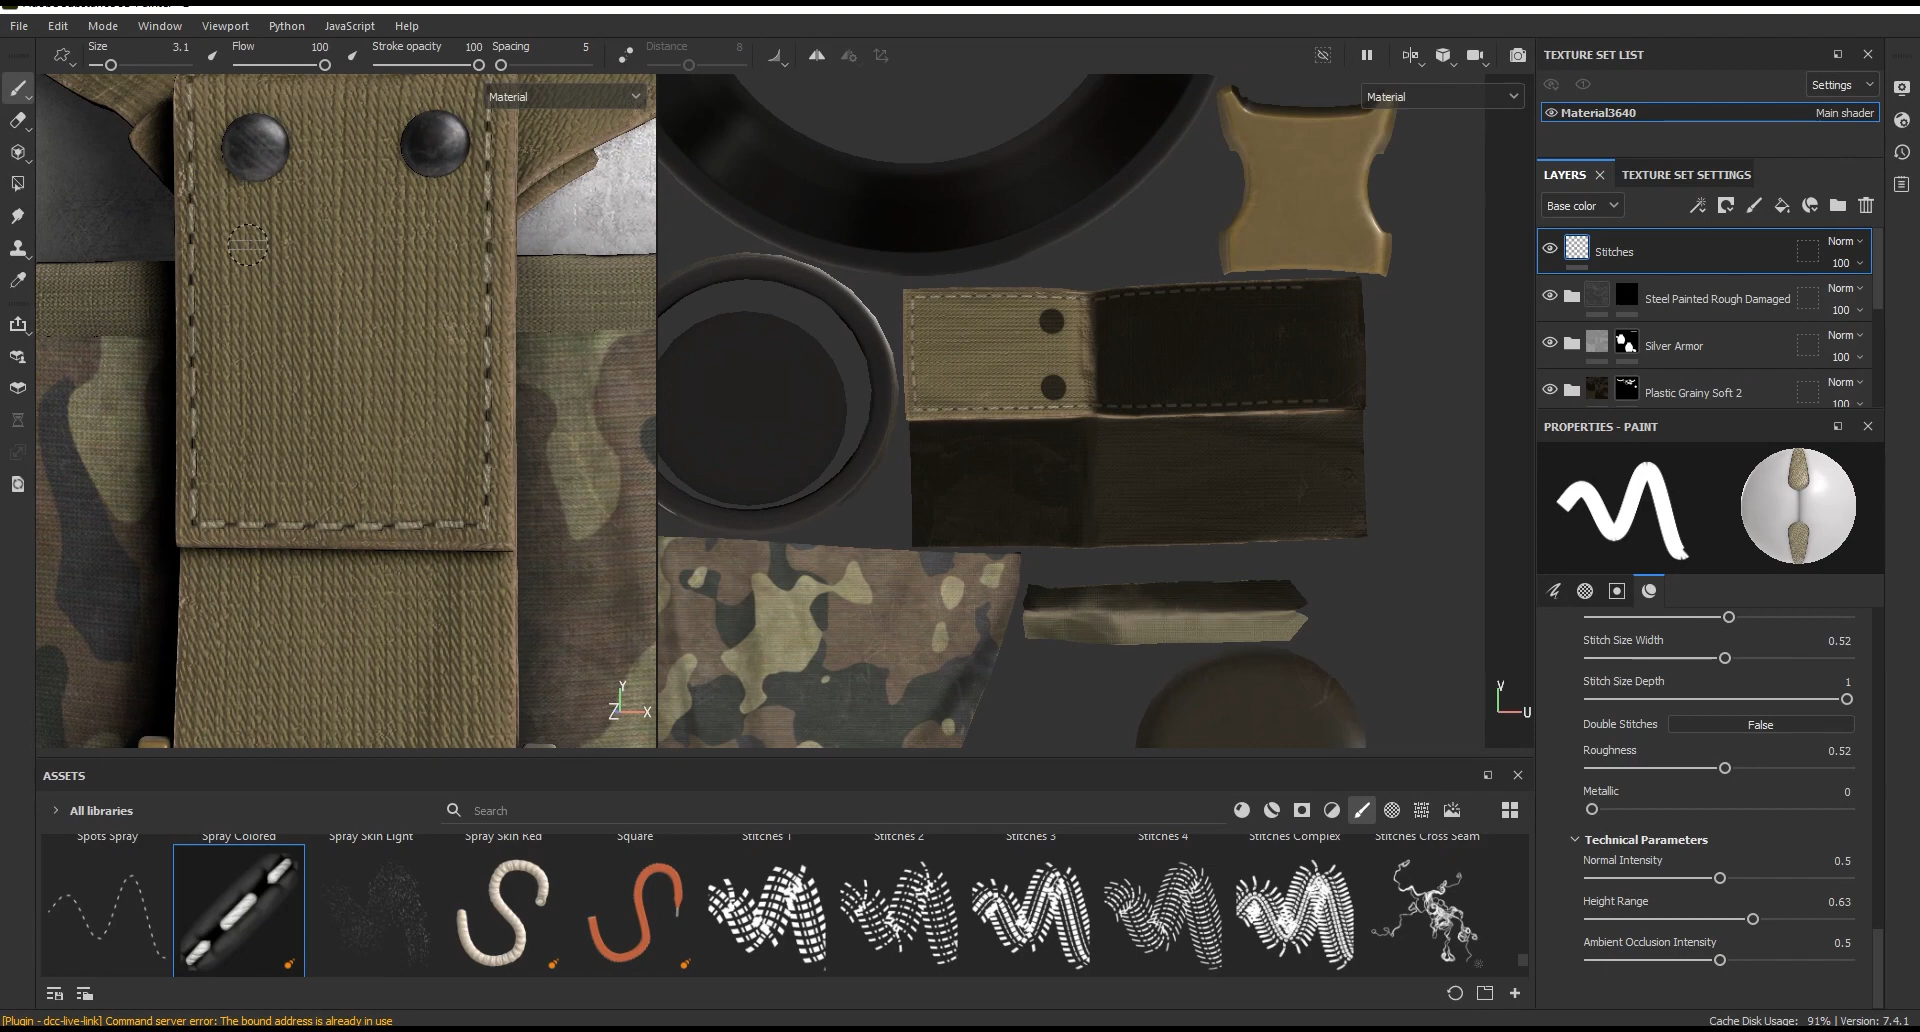 File Edit Mode Window Viewport Python JavaScript Help
Size 3.1 Flow 100 Stroke opacity 100 Spacing 5 Distance 8
Material
Material
Y
Z X
V
U
TEXTURE SET LIST
Settings
Material3640 Main shader
LAYERS TEXTURE SET SETTINGS
Base color
Stitches Norm 100
Steel Painted Rough Damaged Norm 100
Silver Armor Norm 100
Plastic Grainy Soft 2 Norm 100
PROPERTIES - PAINT
Stitch Size Width 0.52
Stitch Size Depth 1
Double Stitches False
Roughness 0.52
Metallic 0
Technical Parameters
Normal Intensity 0.5
Height Range 0.63
Ambient Occlusion Intensity 0.5
ASSETS
All libraries Search
Spots Spray Spray Colored Spray Skin Light Spray Skin Red Square Stitches 1 Stitches 2 Stitches 3 Stitches 4 Stitches Complex Stitches Cross Seam
[Plugin - dcc-live-link] Command server error: The bound address is already in use
Cache Disk Usage: 91% | Version: 7.4.1